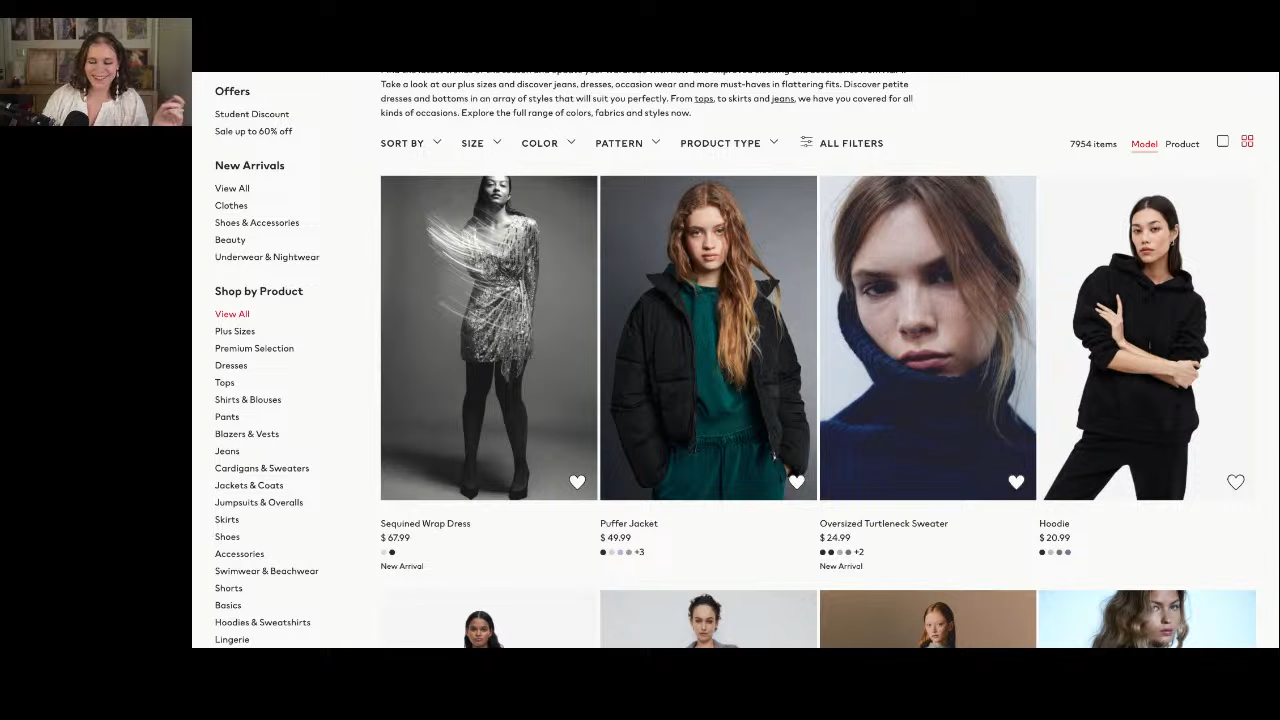 Offers
Student Discount
Sale up to 60% off
New Arrivals
View All
Clothes
Shoes & Accessories
Beauty
Underwear & Nightwear
Shop by Product
View All
Plus Sizes
Premium Selection
Dresses
Tops
Shirts & Blouses
Pants
Blazers & Vests
Jeans
Cardigans & Sweaters
Jackets & Coats
Jumpsuits & Overalls
Skirts
Shoes
Accessories
Swimwear & Beachwear
Shorts
Basics
Hoodies & Sweatshirts
Lingerie
Take a look at our plus sizes and discover jeans, dresses, occasion wear and more must-haves in flattering fits. Discover petite
dresses and bottoms in an array of styles that will suit you perfectly. From tops, to skirts and jeans, we have you covered for all
kinds of occasions. Explore the full range of colors, fabrics and styles now.
SORT BY SIZE COLOR PATTERN PRODUCT TYPE ALL FILTERS 7954 items Model Product
Sequined Wrap Dress
$ 67.99
New Arrival
Puffer Jacket
$ 49.99
+3
Oversized Turtleneck Sweater
$ 24.99
+2
New Arrival
Hoodie
$ 20.99